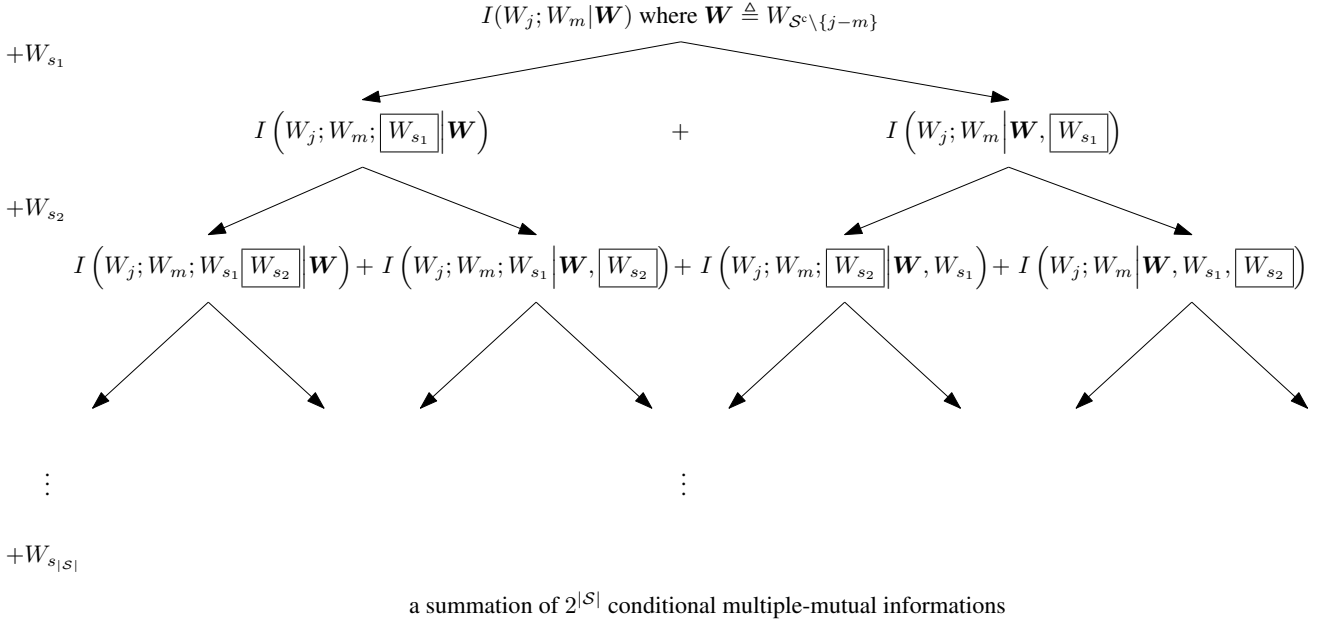 I(W_j; W_m|𝑾) where 𝑾 ≜ W_{𝒮ᶜ\{j−m}}
+W_{s_1}
I (W_j; W_m; W_{s_1} | 𝑾) + I (W_j; W_m | 𝑾, W_{s_1})
+W_{s_2}
I (W_j; W_m; W_{s_1} W_{s_2} | 𝑾) + I (W_j; W_m; W_{s_1} | 𝑾, W_{s_2}) + I (W_j; W_m; W_{s_2} | 𝑾, W_{s_1}) + I (W_j; W_m | 𝑾, W_{s_1}, W_{s_2})
⋮ ⋮
+W_{s_{|𝒮|}}
a summation of 2^{|𝒮|} conditional multiple-mutual informations